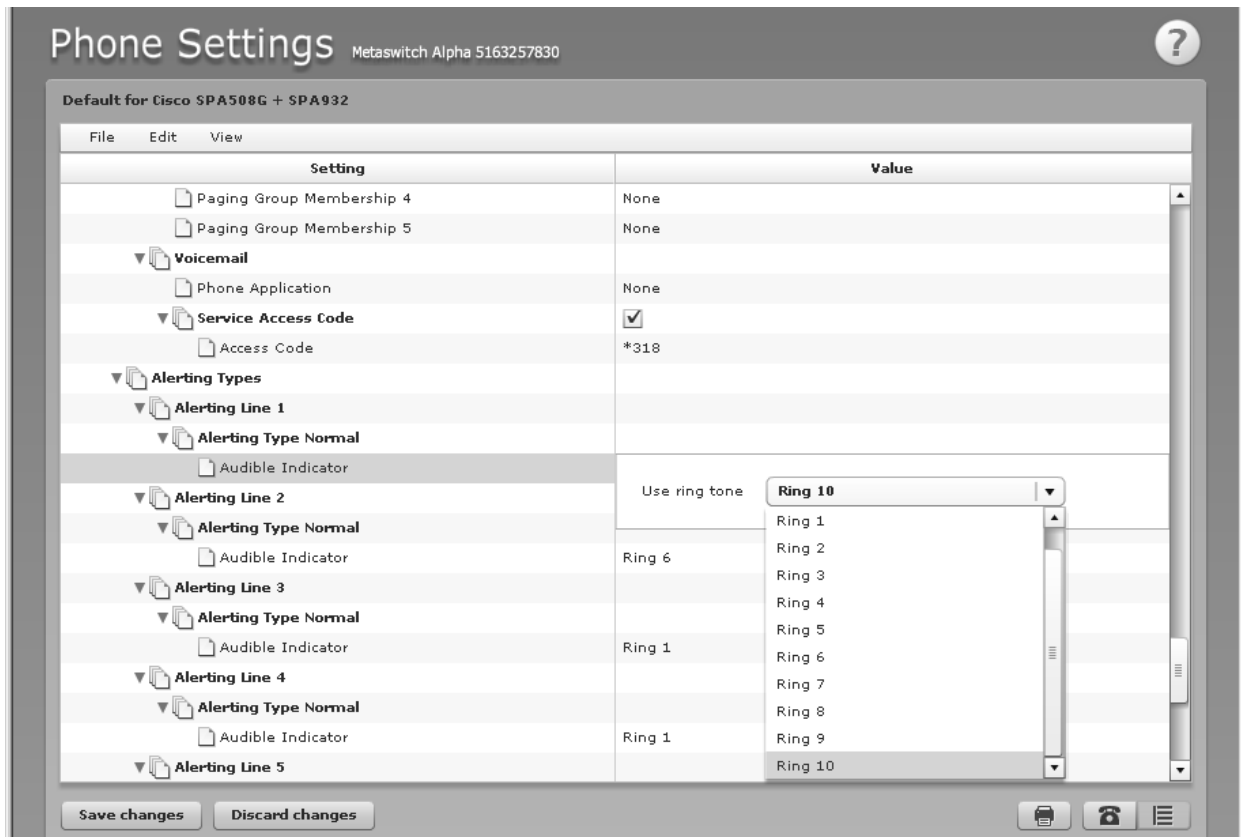 Phone Settings Metaswitch Alpha 5163257830 ?
Default for Cisco SPA508G + SPA932
File Edit View
Setting Value
Paging Group Membership 4 None
Paging Group Membership 5 None
Voicemail
Phone Application None
Service Access Code
Access Code *318
Alerting Types
Alerting Line 1
Alerting Type Normal
Audible Indicator
Use ring tone Ring 10
Alerting Line 2
Ring 1
Alerting Type Normal
Ring 2
Audible Indicator Ring 6
Ring 3
Alerting Line 3
Ring 4
Alerting Type Normal
Ring 5
Audible Indicator Ring 1
Ring 6
Alerting Line 4
Ring 7
Alerting Type Normal
Ring 8
Audible Indicator Ring 1
Ring 9
Alerting Line 5
Ring 10
Save changes Discard changes